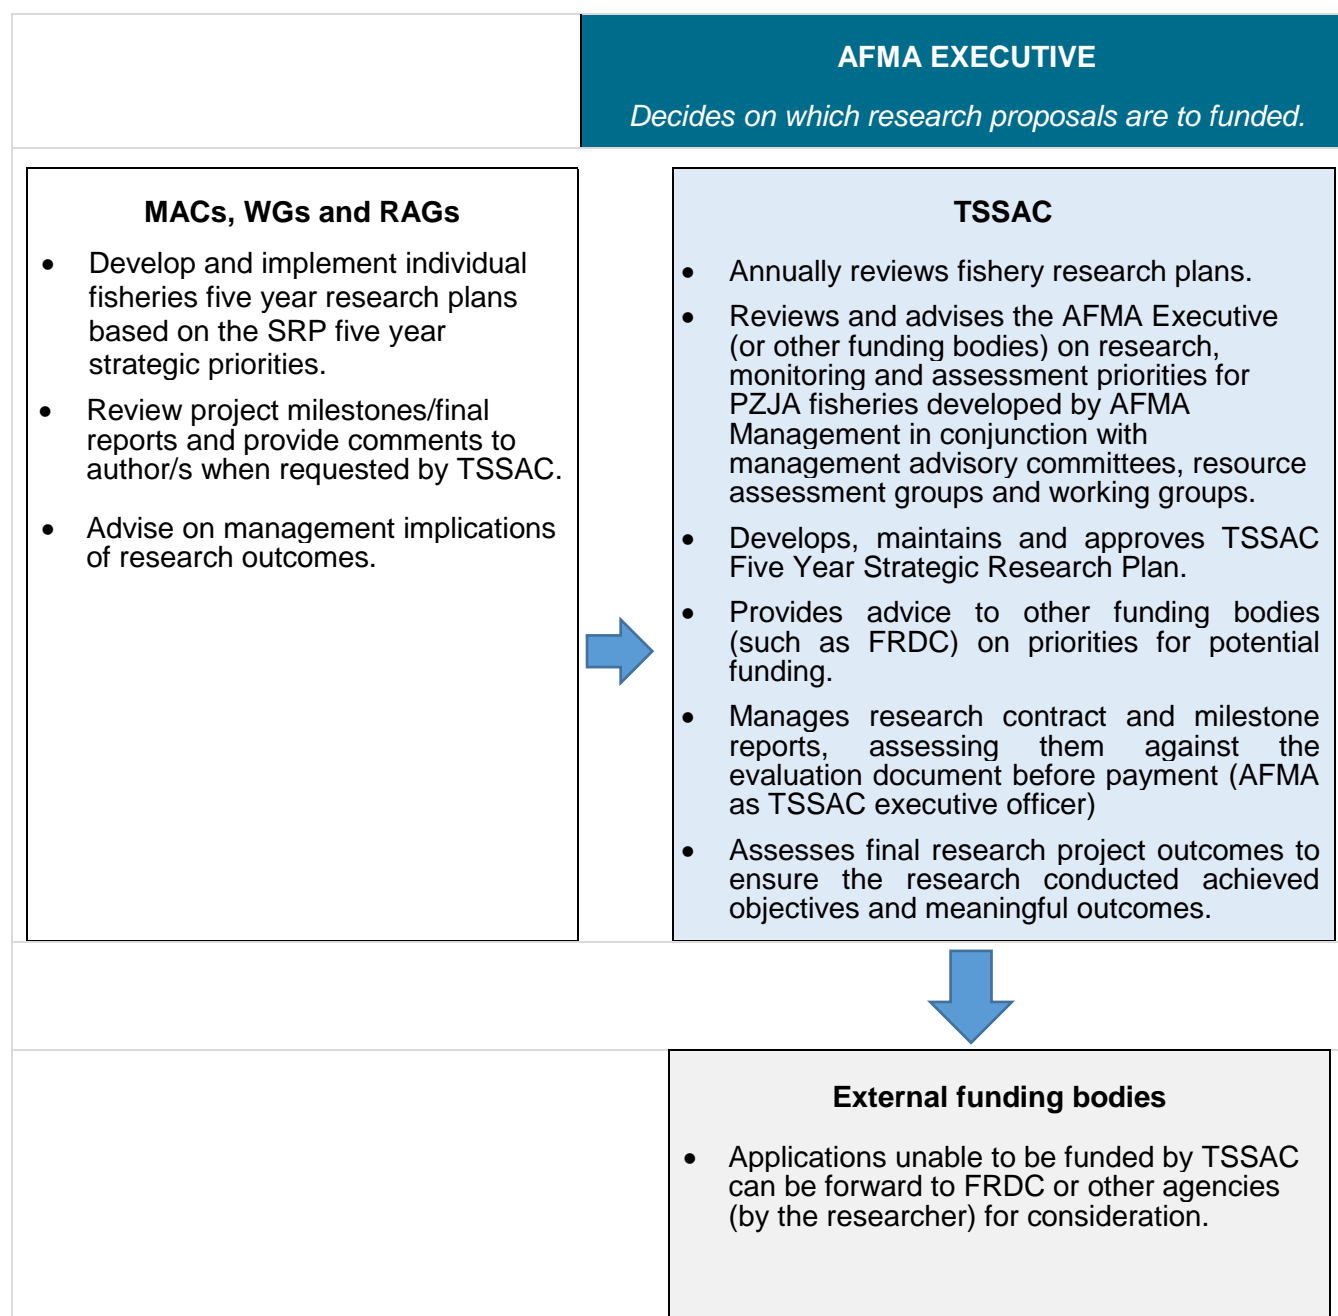 AFMA EXECUTIVE
Decides on which research proposals are to funded.
MACs, WGs and RAGs
• Develop and implement individual
fisheries five year research plans
based on the SRP five year
strategic priorities.
• Review project milestones/final
reports and provide comments to
author/s when requested by TSSAC.
• Advise on management implications
of research outcomes.
TSSAC
• Annually reviews fishery research plans.
• Reviews and advises the AFMA Executive
(or other funding bodies) on research,
monitoring and assessment priorities for
PZJA fisheries developed by AFMA
Management in conjunction with
management advisory committees, resource
assessment groups and working groups.
• Develops, maintains and approves TSSAC
Five Year Strategic Research Plan.
• Provides advice to other funding bodies
(such as FRDC) on priorities for potential
funding.
• Manages research contract and milestone
reports, assessing them against the
evaluation document before payment (AFMA
as TSSAC executive officer)
• Assesses final research project outcomes to
ensure the research conducted achieved
objectives and meaningful outcomes.
External funding bodies
• Applications unable to be funded by TSSAC
can be forward to FRDC or other agencies
(by the researcher) for consideration.